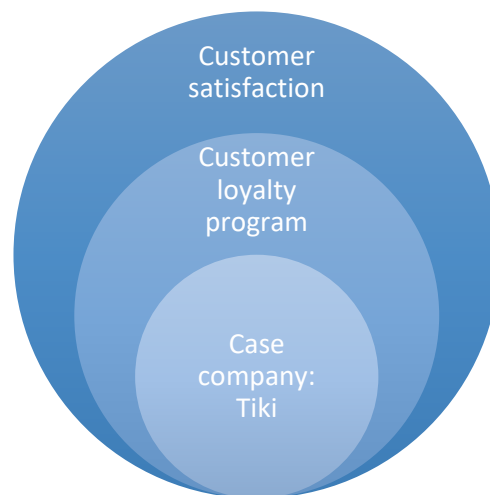 Customer
satisfaction
Customer
loyalty
program
Case
company:
Tiki